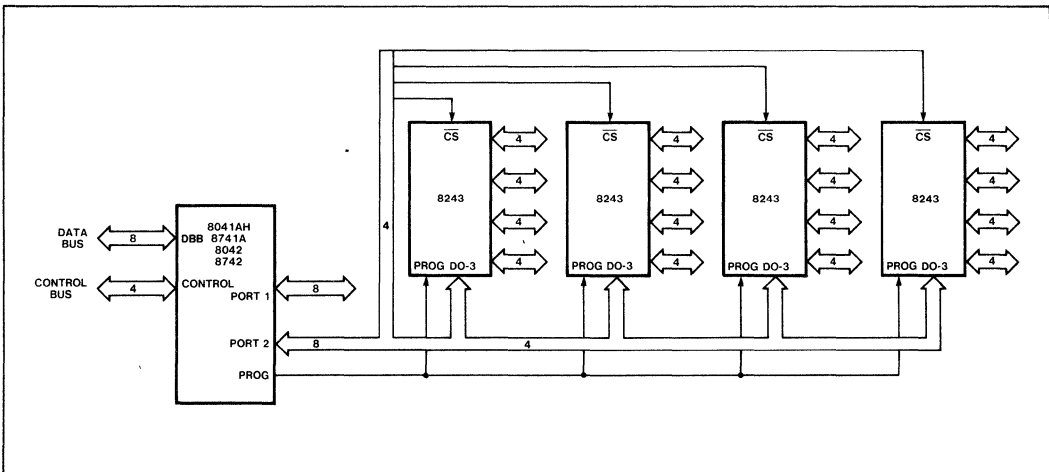 CS
CS
CS
CS
4
4
4
4
8243
8243
8243
8243
4
4
4
4
4
4
4
4
4
4
4
4
PROG DO-3
PROG DO-3
PROG DO-3
PROG DO-3
4
DATA
BUS
8
DBB
8041AH
8741A
8042
8742
CONTROL
BUS
4
CONTROL
PORT 1
8
PORT 2
8
4
PROG